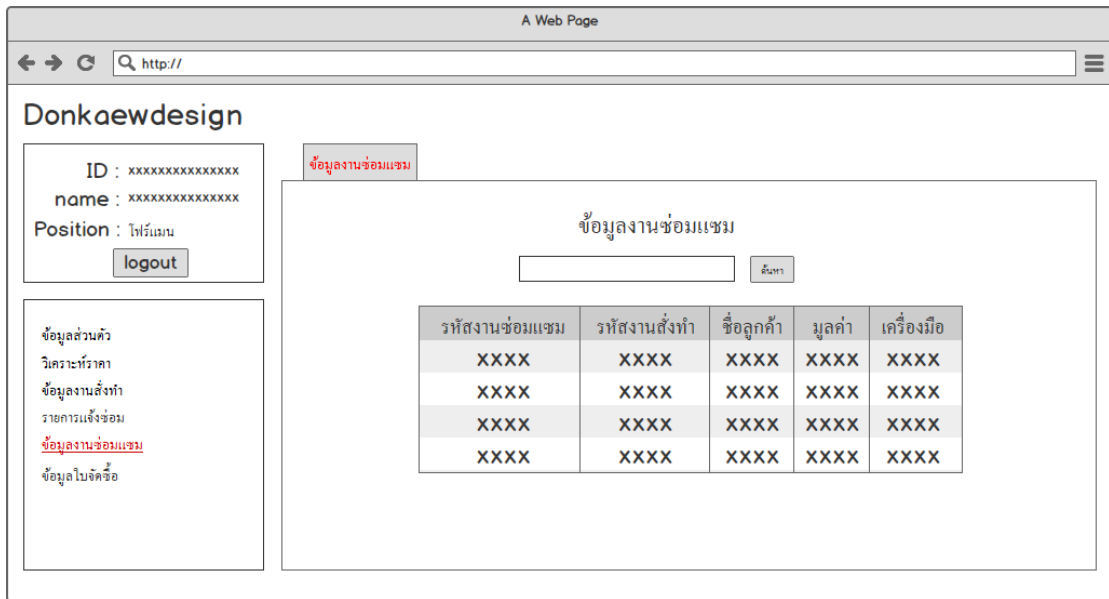 A Web Page
http://
Donkaewdesign
ID : xxxxxxxxxxxxxxx
name : xxxxxxxxxxxxxxx
Position : โฟร์แมน
logout
ข้อมูลส่วนตัว
วิเคราะห์ราคา
ข้อมูลงานสั่งทำ
รายการแจ้งซ่อม
ข้อมูลงานซ่อมแซม
ข้อมูลใบจัดซื้อ
ข้อมูลงานซ่อมแซม
ข้อมูลงานซ่อมแซม
ค้นหา
รหัสงานซ่อมแซม รหัสงานสั่งทำ ชื่อลูกค้า มูลค่า เครื่องมือ
xxxx xxxx xxxx xxxx xxxx
xxxx xxxx xxxx xxxx xxxx
xxxx xxxx xxxx xxxx xxxx
xxxx xxxx xxxx xxxx xxxx